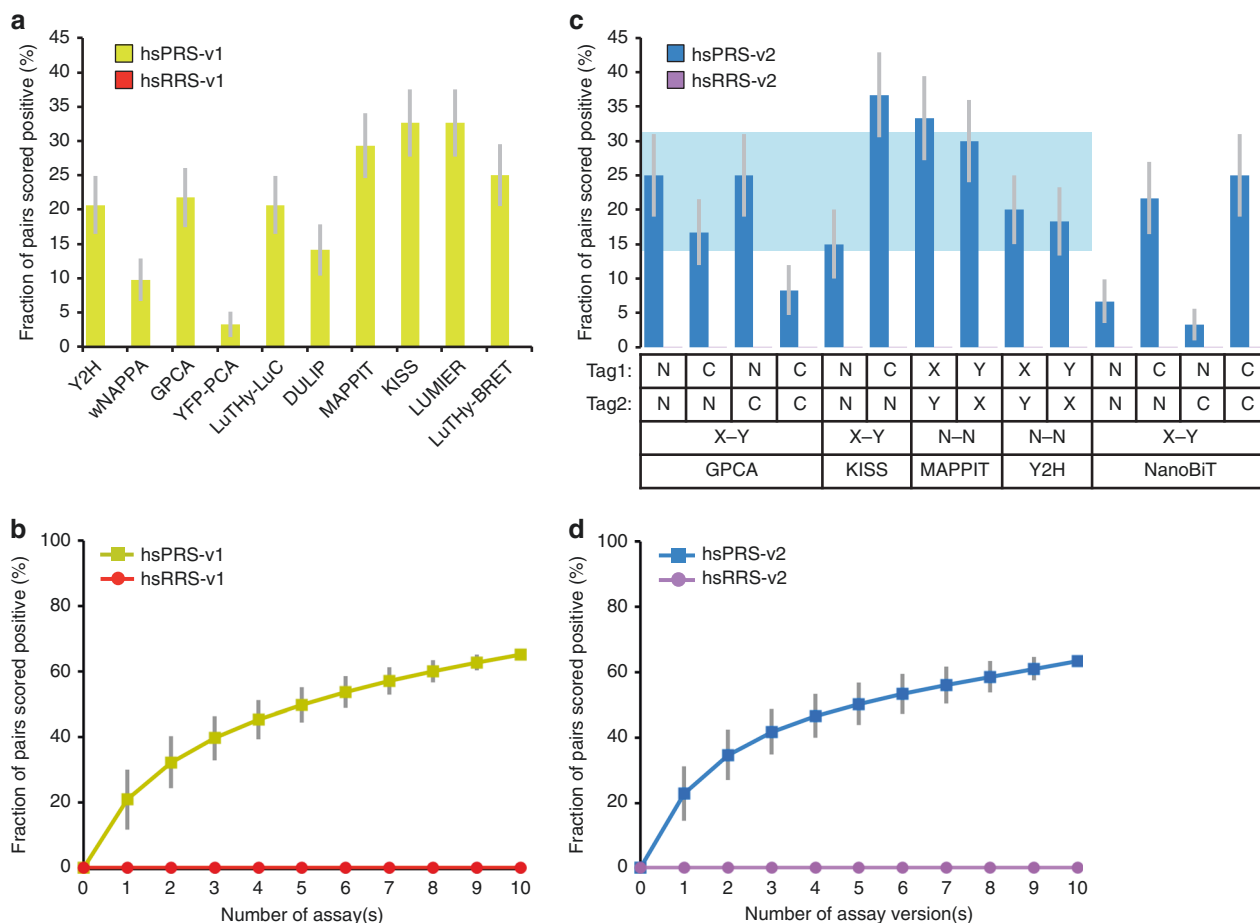 a
Fraction of pairs scored positive (%)
45
40
35
30
25
20
15
10
5
0
hsPRS-v1
hsRRS-v1
Y2H
wNAPPA
GPCA
YFP-PCA
LuTHy-LuC
DULIP
MAPPIT
KISS
LUMIER
LuTHy-BRET
c
Fraction of pairs scored positive (%)
45
40
35
30
25
20
15
10
5
0
hsPRS-v2
hsRRS-v2
Tag1: N C N C N C X Y X Y N C N C
Tag2: N N C C N N Y X Y X N N C C
X–Y X–Y N–N N–N X–Y
GPCA KISS MAPPIT Y2H NanoBiT
b
Fraction of pairs scored positive (%)
100
80
60
40
20
0
hsPRS-v1
hsRRS-v1
0 1 2 3 4 5 6 7 8 9 10
Number of assay(s)
d
Fraction of pairs scored positive (%)
100
80
60
40
20
0
hsPRS-v2
hsRRS-v2
0 1 2 3 4 5 6 7 8 9 10
Number of assay version(s)